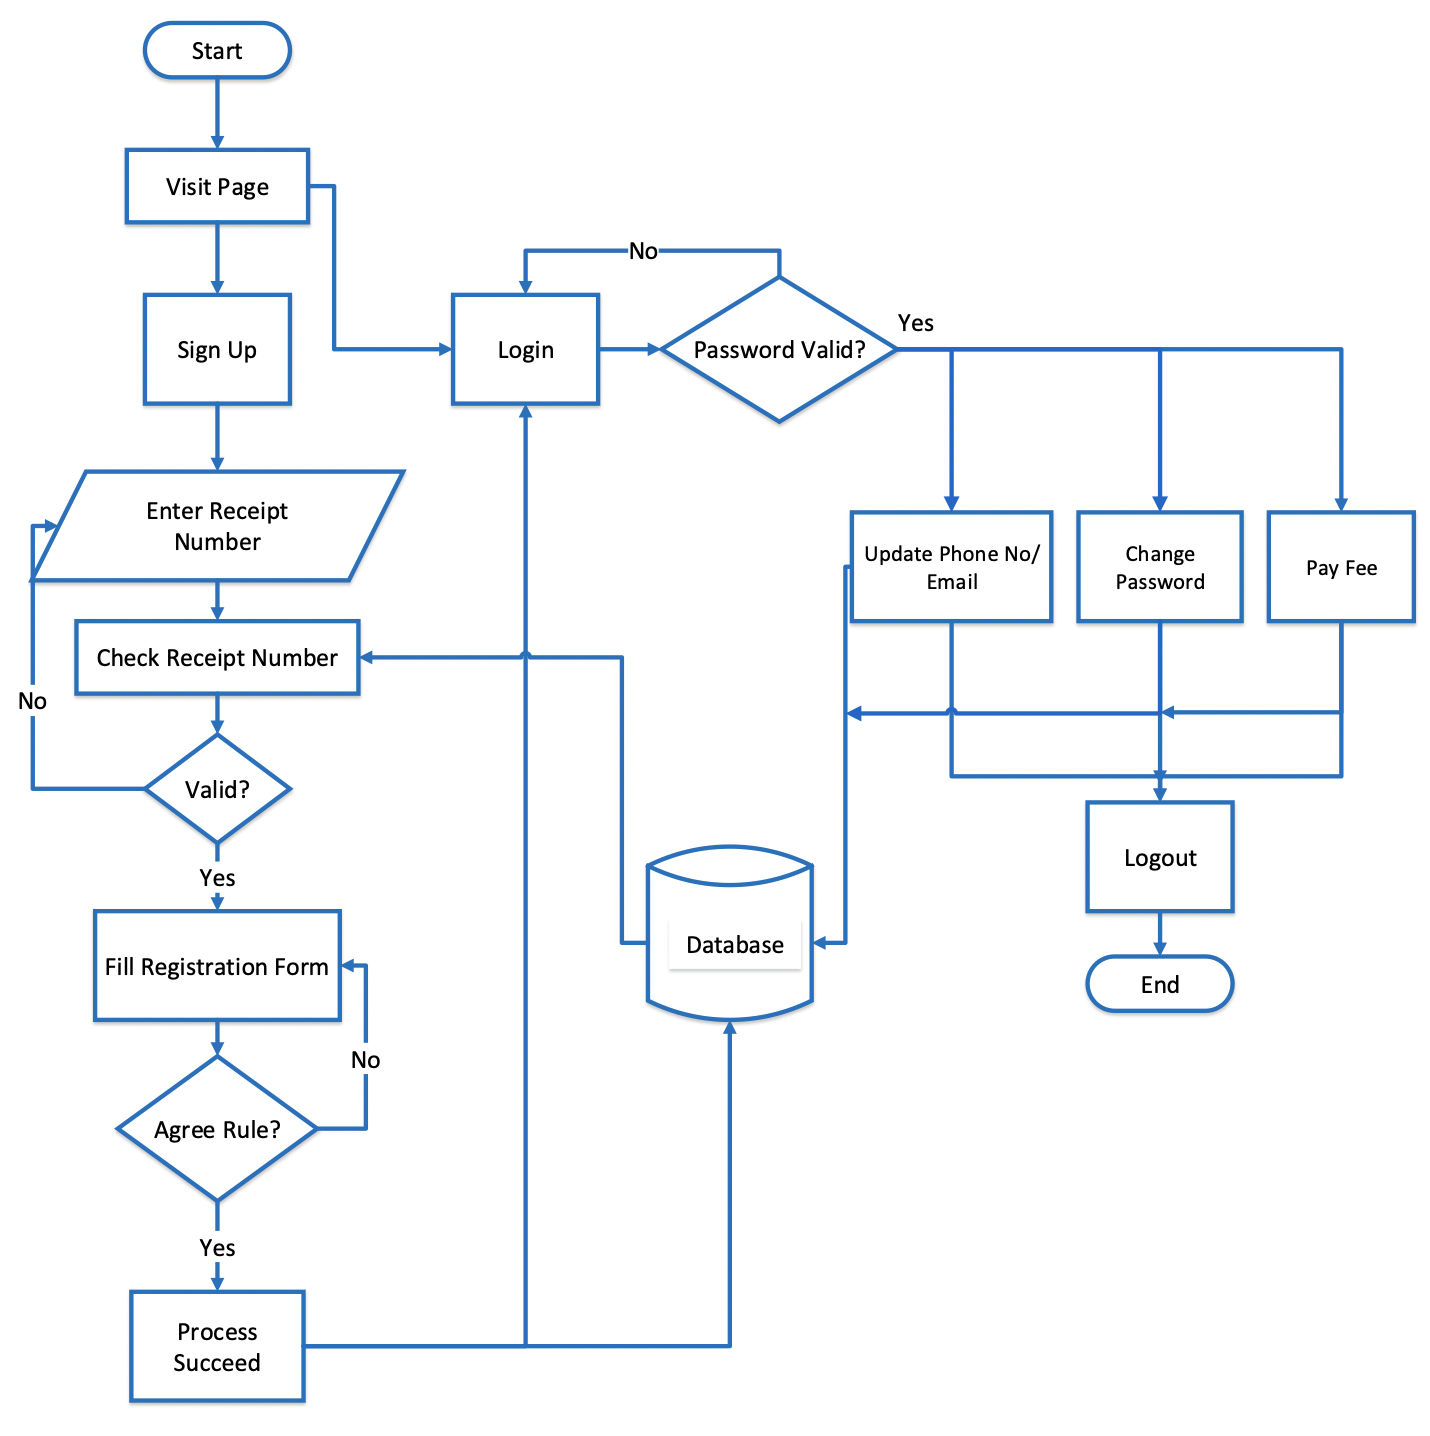 Start
Visit Page
No
Sign Up
Login
Password Valid?
Yes
Enter Receipt
Number
Update Phone No/
Email
Change
Password
Pay Fee
Check Receipt Number
No
Valid?
Yes
Logout
Database
Fill Registration Form
End
No
Agree Rule?
Yes
Process
Succeed